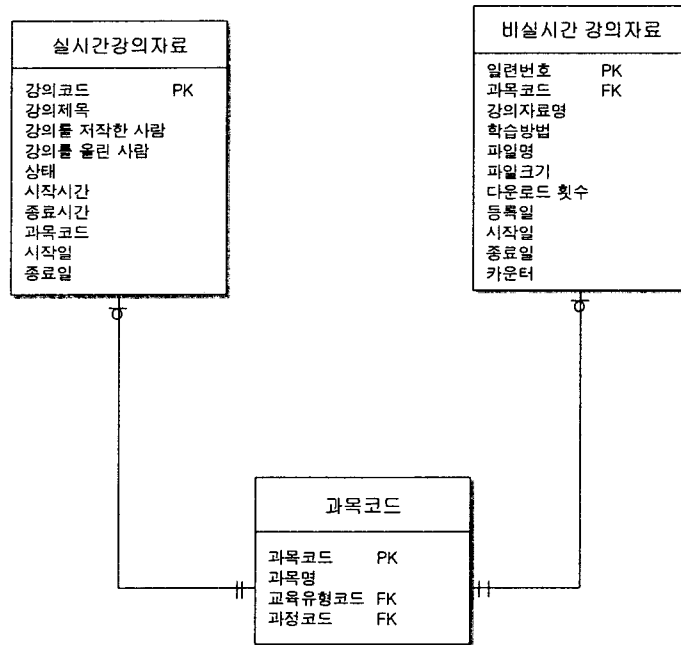 실시간강의자료
강의코드 PK
강의제목
강의를 저작한 사람
강의를 올린 사람
상태
시작시간
종료시간
과목코드
시작일
종료일
비실시간 강의자료
일련번호 PK
과목코드 FK
강의자료명
학습방법
파일명
파일크기
다운로드 횟수
등록일
시작일
종료일
카운터
과목코드
과목코드 PK
과목명
교육유형코드 FK
과정코드 FK